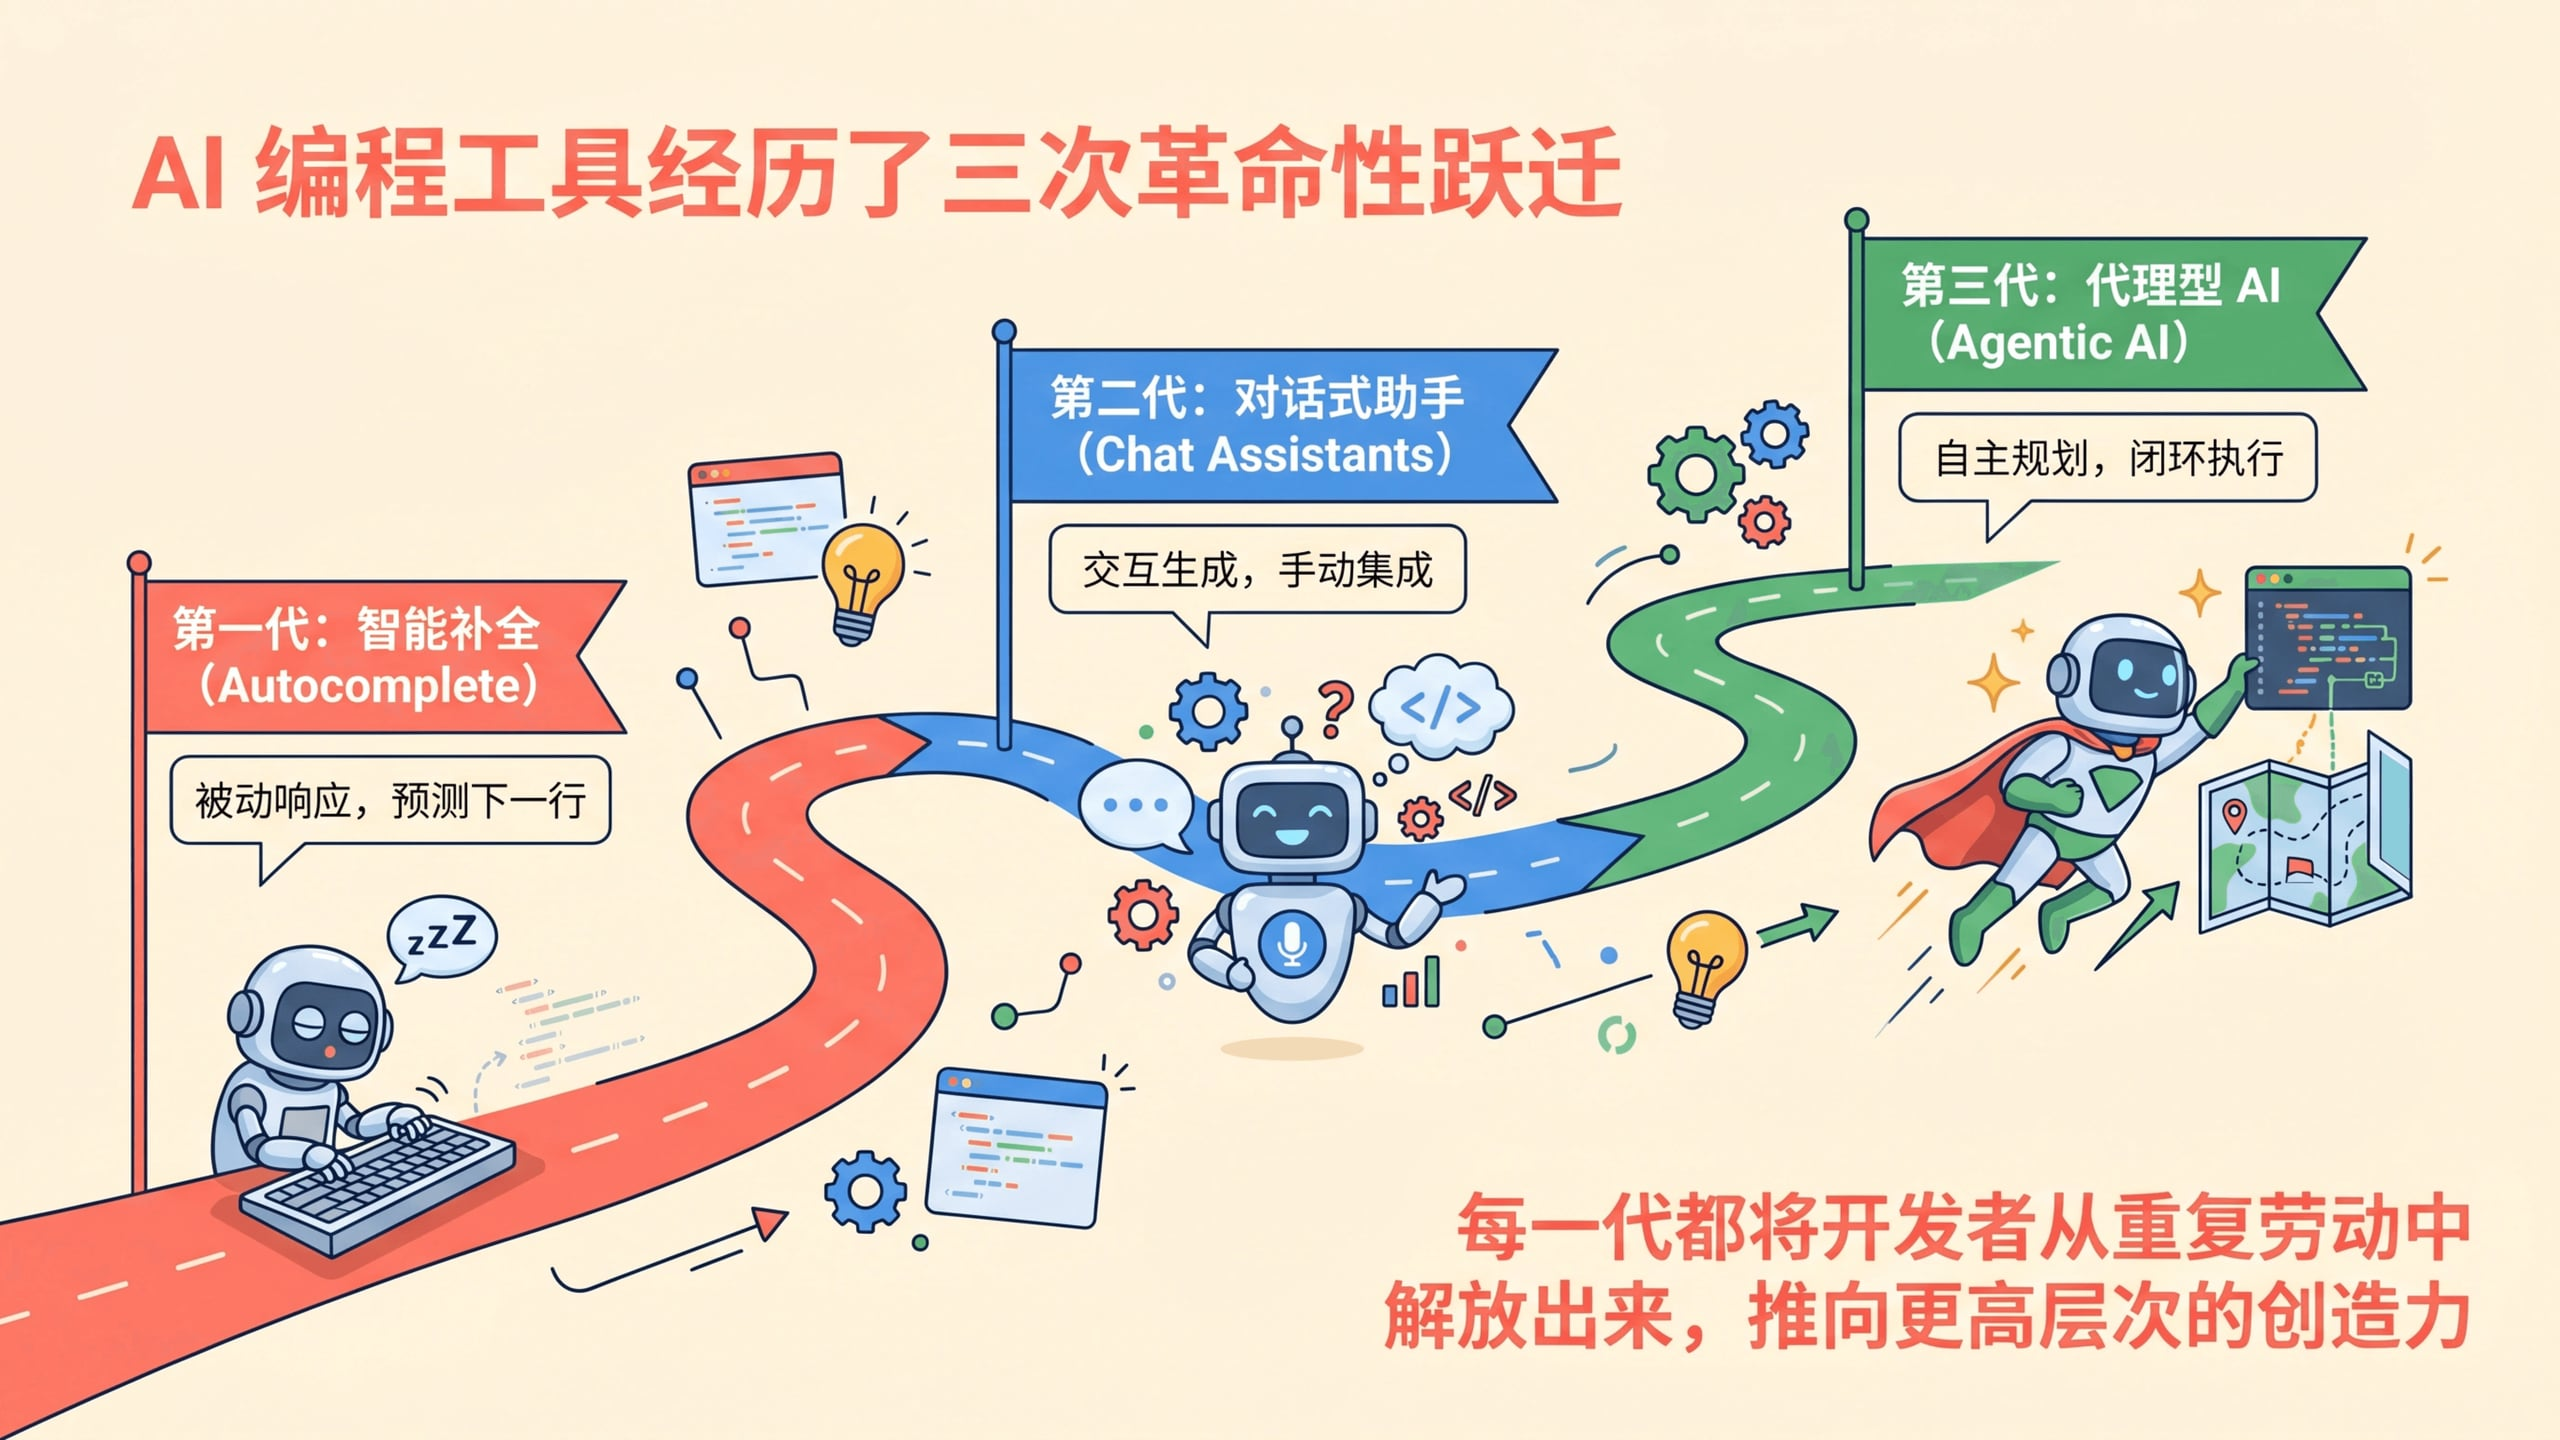 AI 编程工具经历了三次革命性跃迁
第一代：智能补全
（Autocomplete）
被动响应，预测下一行
zzZ
第二代：对话式助手
（Chat Assistants）
交互生成，手动集成
?
</>
</>
第三代：代理型 AI
（Agentic AI）
自主规划，闭环执行
每一代都将开发者从重复劳动中
解放出来，推向更高层次的创造力